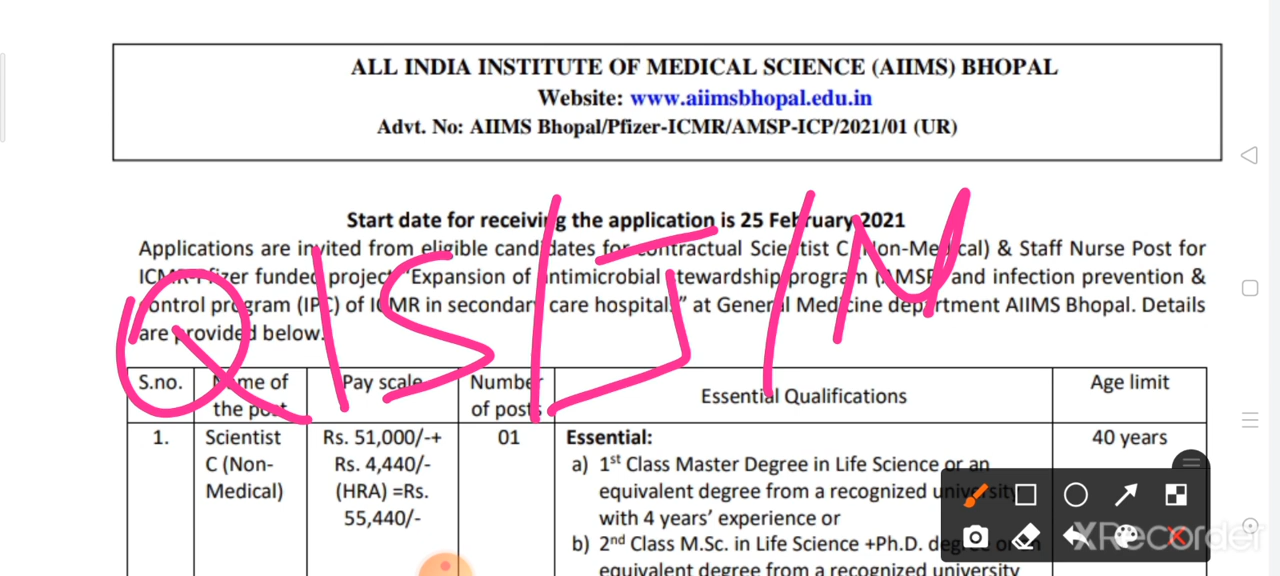 ALL INDIA INSTITUTE OF MEDICAL SCIENCE (AIIMS) BHOPAL
Website: www.aiimsbhopal.edu.in
Advt. No: AIIMS Bhopal/Pfizer-ICMR/AMSP-ICP/2021/01 (UR)
Start date for receiving the application is 25 February 2021
Applications are invited from eligible candidates for contractual Scientist C (Non-Medical) & Staff Nurse Post for
ICMR-Pfizer funded project "Expansion of antimicrobial stewardship program (AMSP) and infection prevention &
control program (IPC) of ICMR in secondary care hospitals" at General Medicine department AIIMS Bhopal. Details
are provided below.
S.no. Name of the post Pay scale Number of posts Essential Qualifications Age limit
1. Scientist C (Non-Medical) Rs. 51,000/-+ Rs. 4,440/- (HRA) =Rs. 55,440/- 01 Essential: 40 years
a) 1st Class Master Degree in Life Science or an
equivalent degree from a recognized university
with 4 years' experience or
b) 2nd Class M.Sc. in Life Science +Ph.D. degree or an
equivalent degree from a recognized university
XRecorder